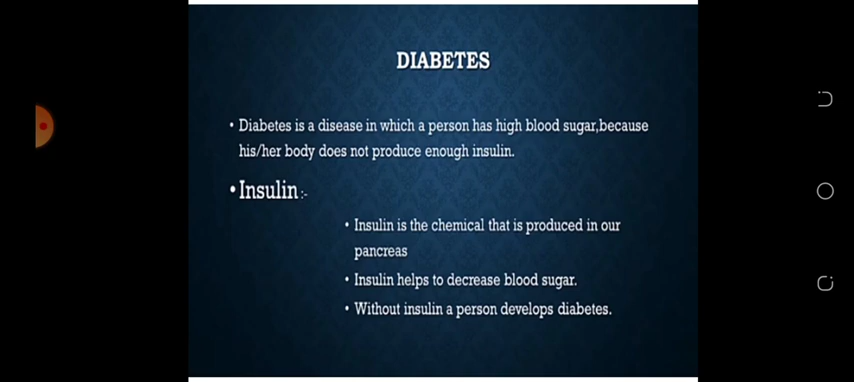 DIABETES
• Diabetes is a disease in which a person has high blood sugar,because
his/her body does not produce enough insulin.
• Insulin :-
• Insulin is the chemical that is produced in our
pancreas
• Insulin helps to decrease blood sugar.
• Without insulin a person develops diabetes.